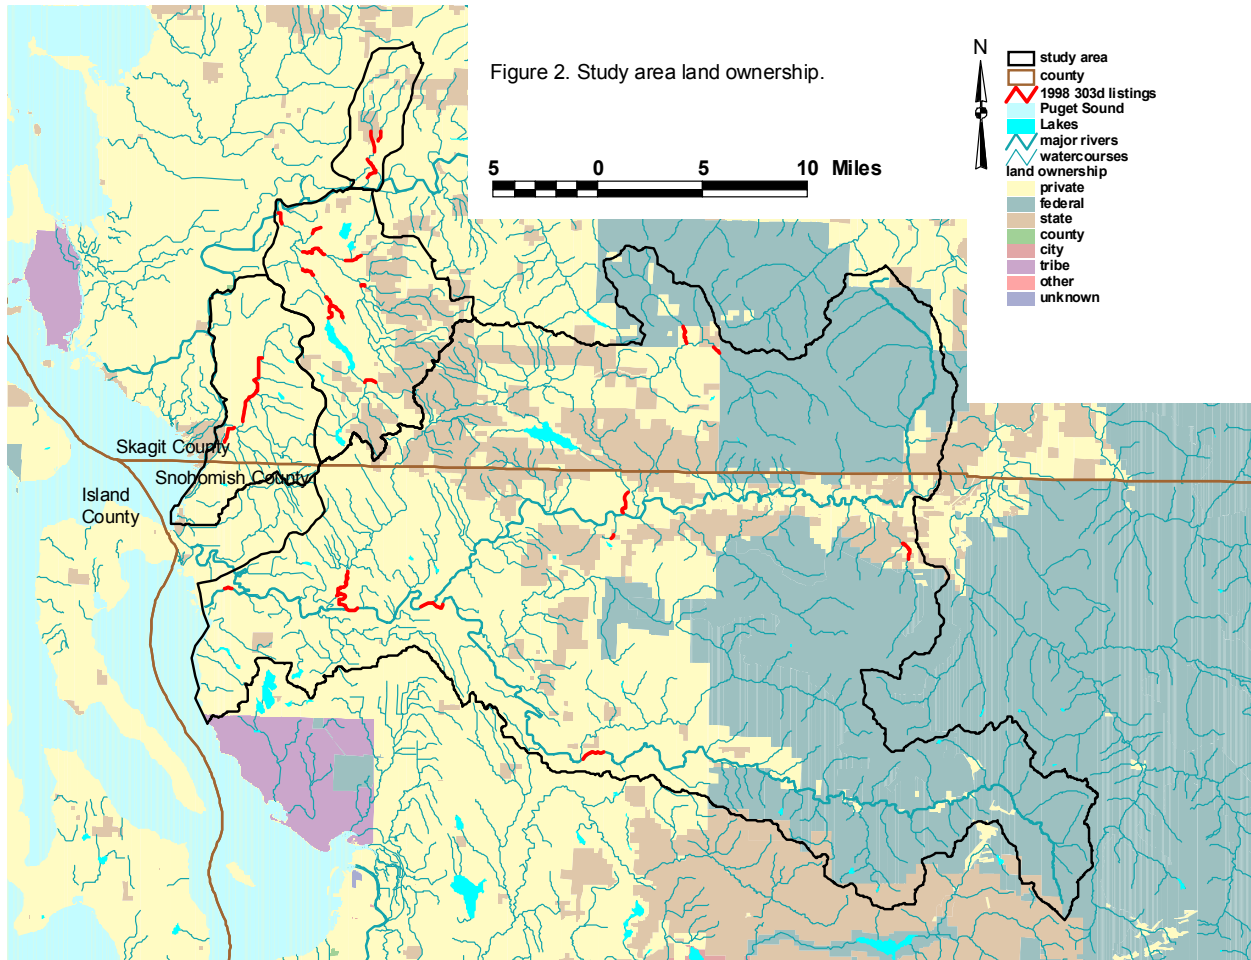 Figure 2. Study area land ownership.
5 0 5 10 Miles
N
study area
county
1998 303d listings
Puget Sound
Lakes
major rivers
watercourses
land ownership
private
federal
state
county
city
tribe
other
unknown
Skagit County
Snohomish County
Island
County